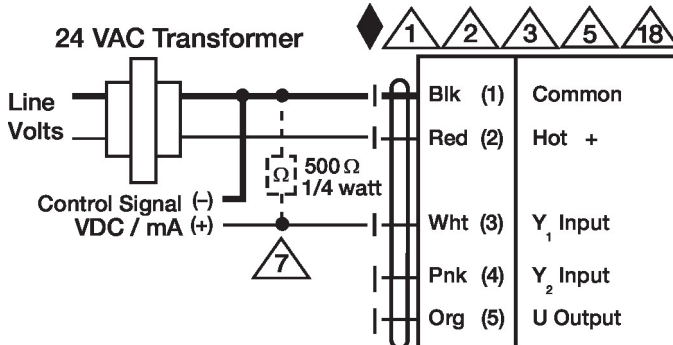 1 2 3 5 18
24 VAC Transformer
Line
Volts
Blk (1) Common
Red (2) Hot +
Ω 500 Ω
1/4 watt
Control Signal (–)
VDC / mA (+)
Wht (3) Y₁ Input
7
Pnk (4) Y₂ Input
Org (5) U Output